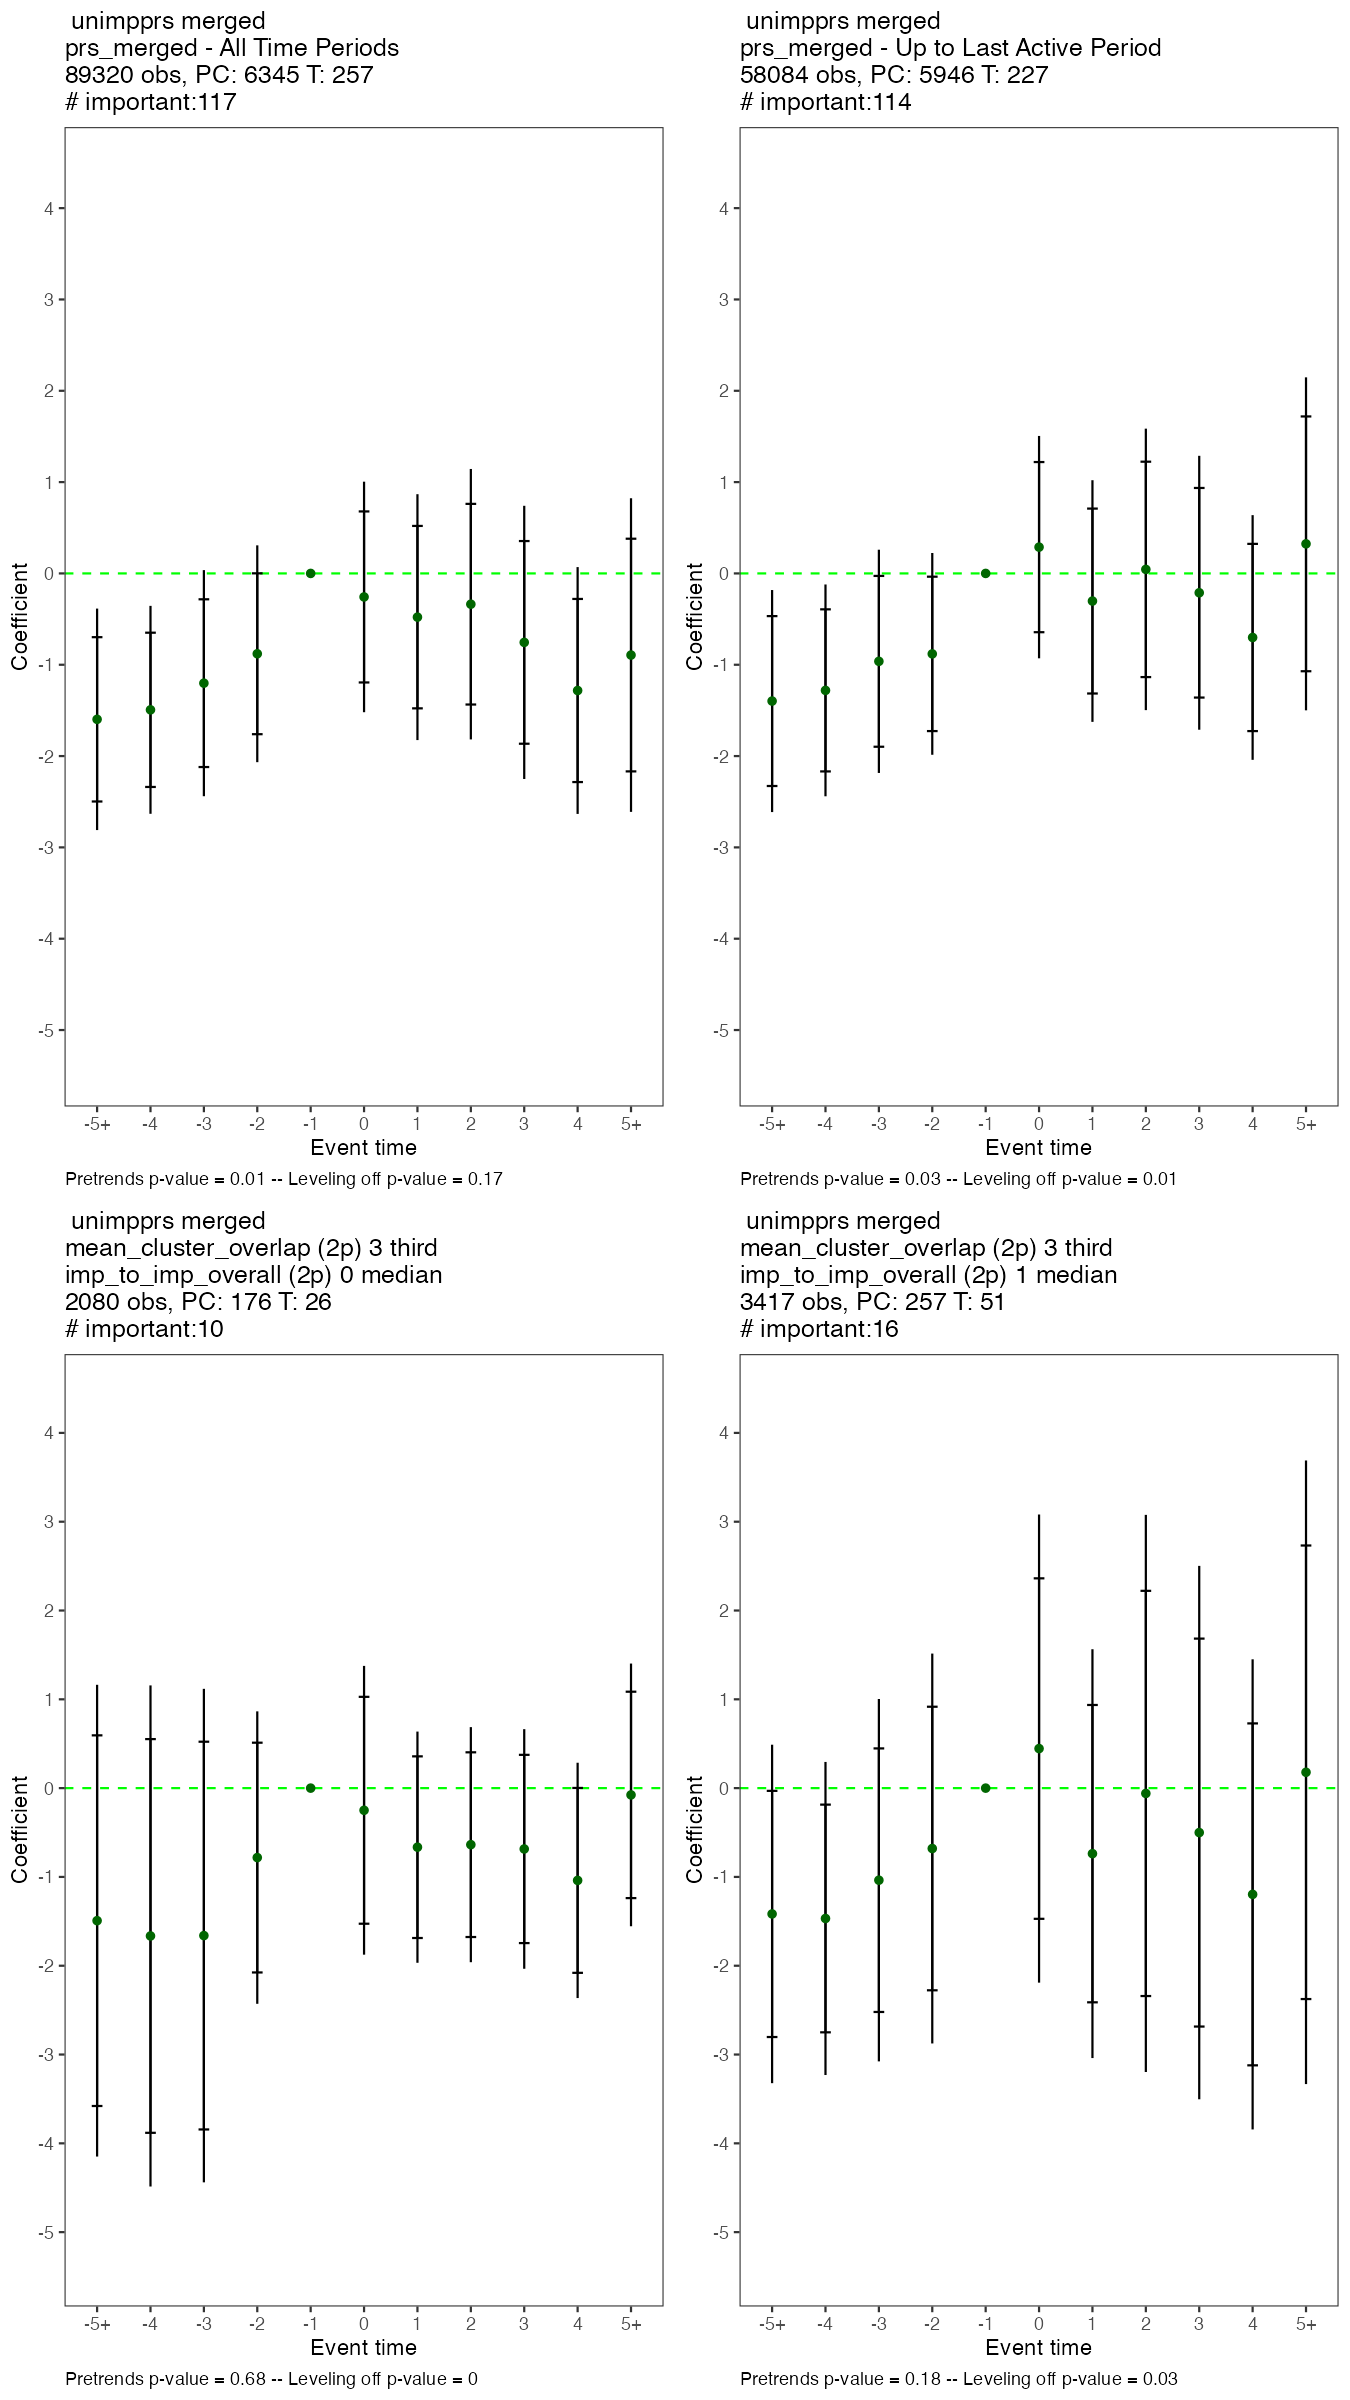 unimpprs merged
prs_merged - All Time Periods
89320 obs, PC: 6345 T: 257
# important:117
4
3
2
1
0
-1
-2
-3
-4
-5
Coefficient
-5+ -4 -3 -2 -1 0 1 2 3 4 5+
Event time
Pretrends p-value = 0.01 -- Leveling off p-value = 0.17
unimpprs merged
prs_merged - Up to Last Active Period
58084 obs, PC: 5946 T: 227
# important:114
4
3
2
1
0
-1
-2
-3
-4
-5
Coefficient
-5+ -4 -3 -2 -1 0 1 2 3 4 5+
Event time
Pretrends p-value = 0.03 -- Leveling off p-value = 0.01
unimpprs merged
mean_cluster_overlap (2p) 3 third
imp_to_imp_overall (2p) 0 median
2080 obs, PC: 176 T: 26
# important:10
4
3
2
1
0
-1
-2
-3
-4
-5
Coefficient
-5+ -4 -3 -2 -1 0 1 2 3 4 5+
Event time
Pretrends p-value = 0.68 -- Leveling off p-value = 0
unimpprs merged
mean_cluster_overlap (2p) 3 third
imp_to_imp_overall (2p) 1 median
3417 obs, PC: 257 T: 51
# important:16
4
3
2
1
0
-1
-2
-3
-4
-5
Coefficient
-5+ -4 -3 -2 -1 0 1 2 3 4 5+
Event time
Pretrends p-value = 0.18 -- Leveling off p-value = 0.03